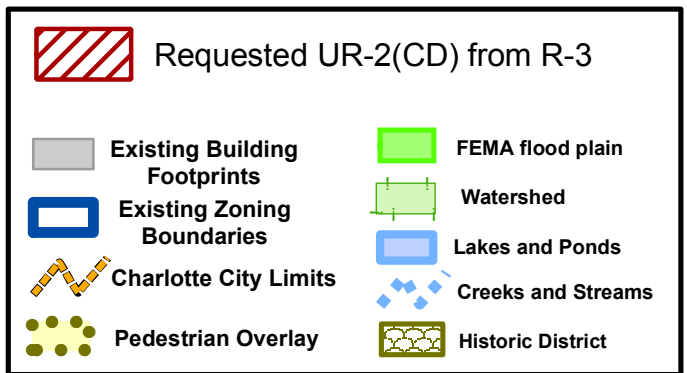 Requested UR-2(CD) from R-3
Existing Building
Footprints
Existing Zoning
Boundaries
Charlotte City Limits
Pedestrian Overlay
FEMA flood plain
Watershed
Lakes and Ponds
Creeks and Streams
Historic District